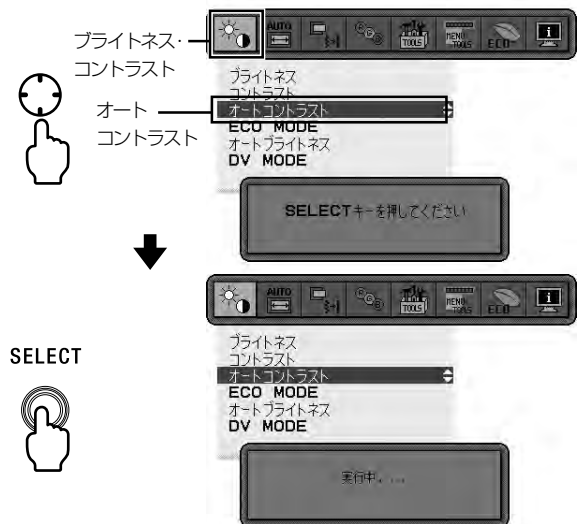 ブライトネス・
コントラスト
オート
コントラスト
AUTO
TOOLS
MENU
TOOLS
ECO
ブライトネス
コントラスト
オートコントラスト
ECO MODE
オートブライトネス
DV MODE
SELECTキーを押してください
SELECT
AUTO
TOOLS
MENU
TOOLS
ECO
ブライトネス
コントラスト
オートコントラスト
ECO MODE
オートブライトネス
DV MODE
実行中.....